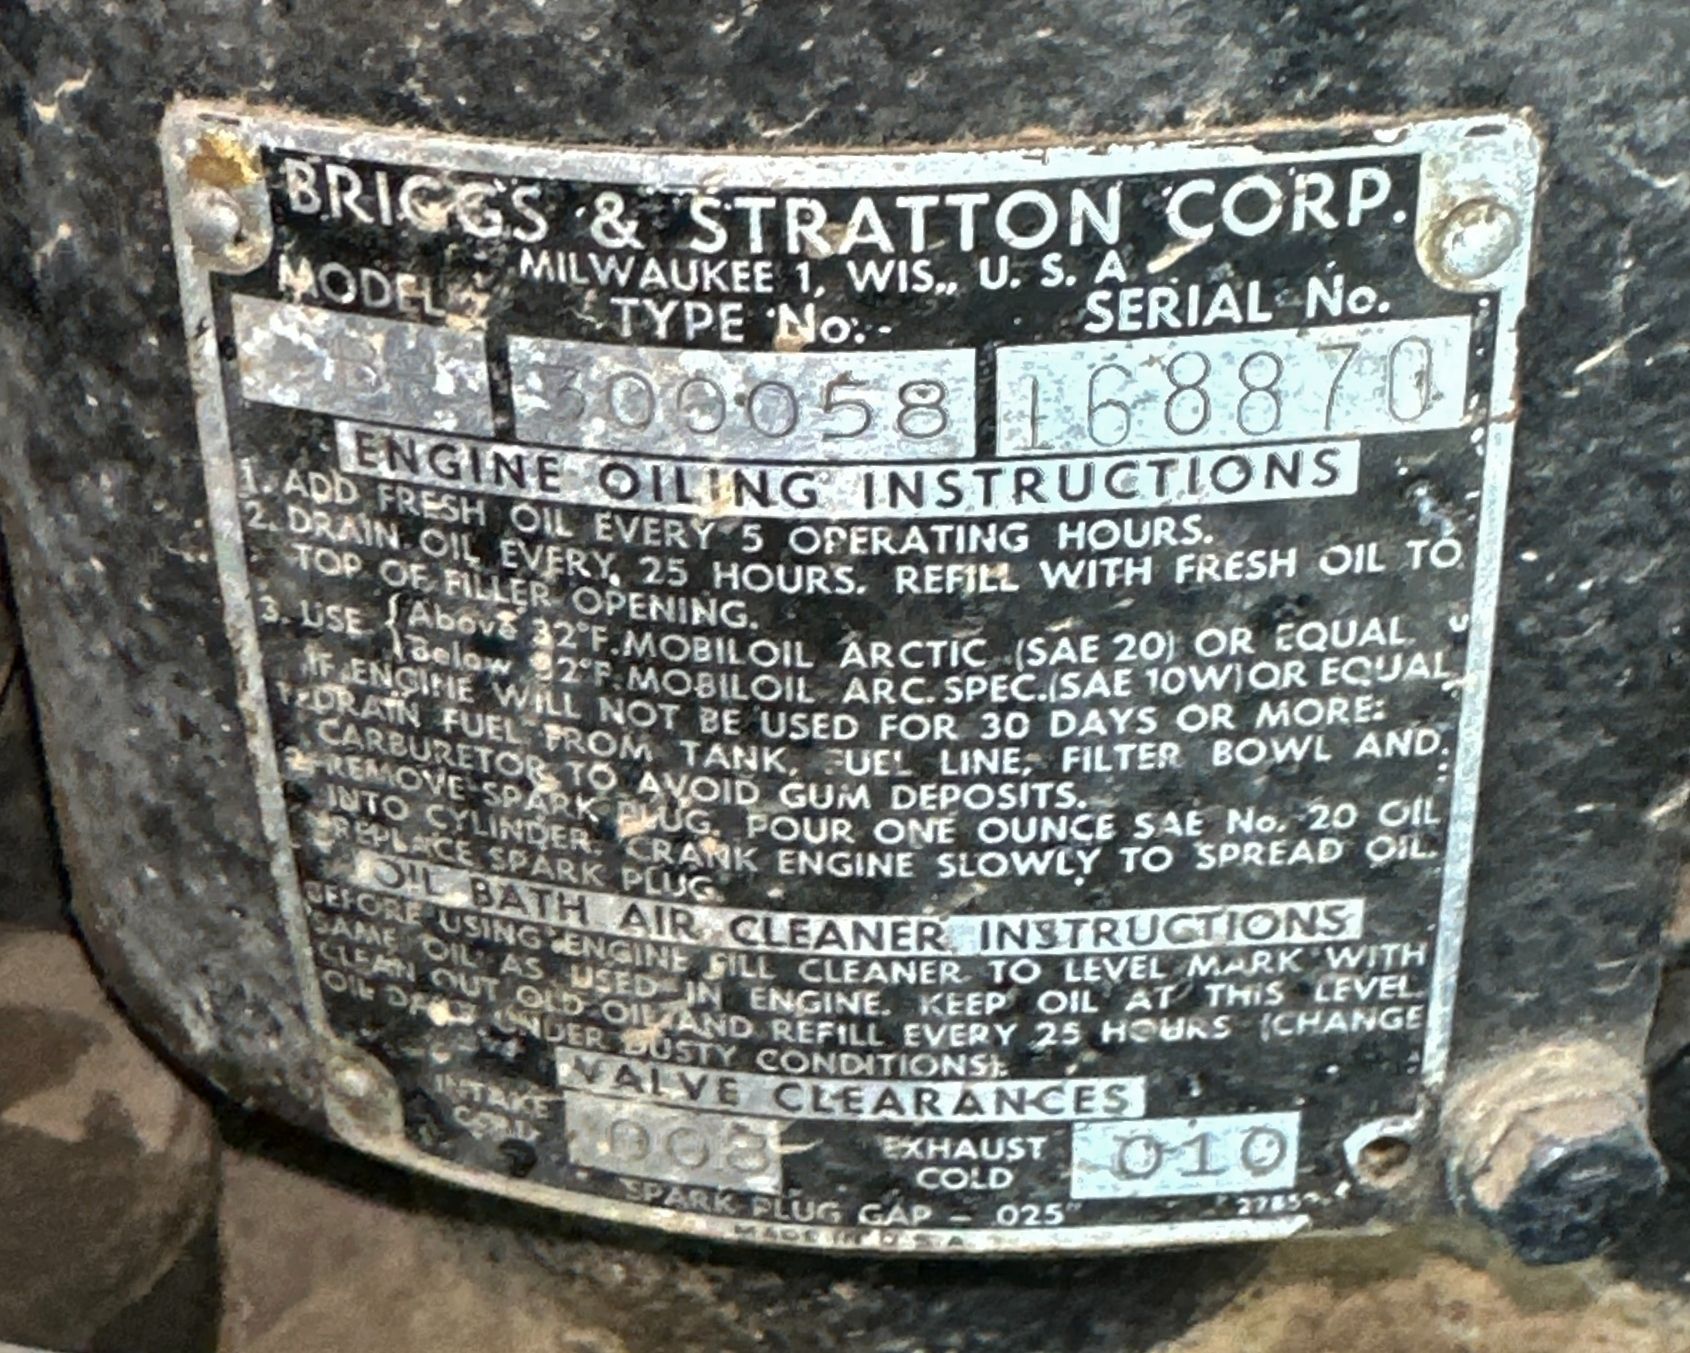 BRIGGS & STRATTON CORP.
MILWAUKEE 1, WIS., U. S. A
MODEL TYPE No. SERIAL No.
300058 168870
ENGINE OILING INSTRUCTIONS
1. ADD FRESH OIL EVERY 5 OPERATING HOURS.
2. DRAIN OIL EVERY 25 HOURS. REFILL WITH FRESH OIL TO
TOP OF FILLER OPENING.
3. USE {Above 32°F. MOBILOIL ARCTIC (SAE 20) OR EQUAL
{Below 32°F. MOBILOIL ARC. SPEC. (SAE 10W) OR EQUAL
IF ENGINE WILL NOT BE USED FOR 30 DAYS OR MORE:
1. DRAIN FUEL FROM TANK, FUEL LINE, FILTER BOWL AND
CARBURETOR TO AVOID GUM DEPOSITS.
2. REMOVE SPARK PLUG. POUR ONE OUNCE SAE No. 20 OIL
INTO CYLINDER. CRANK ENGINE SLOWLY TO SPREAD OIL.
REPLACE SPARK PLUG.
OIL BATH AIR CLEANER INSTRUCTIONS
BEFORE USING ENGINE FILL CLEANER TO LEVEL MARK WITH
SAME OIL AS USED IN ENGINE. KEEP OIL AT THIS LEVEL.
CLEAN OUT OLD OIL AND REFILL EVERY 25 HOURS (CHANGE
OIL DAILY UNDER DUSTY CONDITIONS).
VALVE CLEARANCES
INTAKE COLD 008 EXHAUST COLD 010
SPARK PLUG GAP - .025"
MADE IN U.S.A.